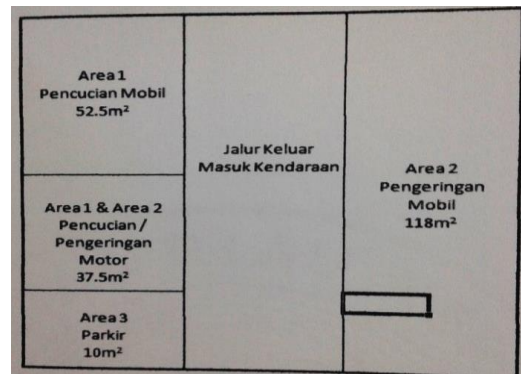 Area 1
Pencucian Mobil
52.5m²
Area 1 & Area 2
Pencucian /
Pengeringan
Motor
37.5m²
Area 3
Parkir
10m²
Jalur Keluar
Masuk Kendaraan
Area 2
Pengeringan
Mobil
118m²